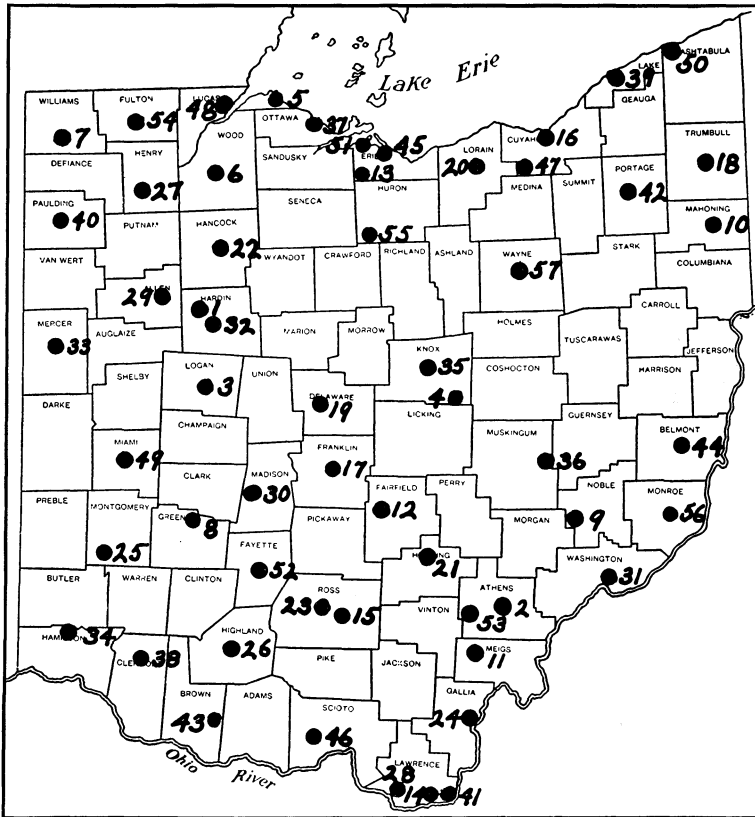 Lake Erie
50
ASHTABULA
LAKE
39
GEAUGA
WILLIAMS
7
FULTON
54
LUCAS
48
5
OTTAWA
37
WOOD
6
51
ERIE
45
13
SANDUSKY
LORAIN
20
CUYAHOGA
16
47
TRUMBULL
18
DEFIANCE
HENRY
27
HURON
55
MEDINA
SUMMIT
PORTAGE
42
PAULDING
40
PUTNAM
SENECA
MAHONING
10
HANCOCK
22
VAN WERT
WYANDOT
CRAWFORD
RICHLAND
ASHLAND
WAYNE
57
STARK
COLUMBIANA
ALLEN
29
HARDIN
1
32
CARROLL
MERCER
33
AUGLAIZE
MARION
MORROW
HOLMES
TUSCARAWAS
JEFFERSON
KNOX
35
4
COSHOCTON
HARRISON
SHELBY
LOGAN
3
UNION
DELAWARE
19
DARKE
CHAMPAIGN
LICKING
GUERNSEY
MIAMI
49
FRANKLIN
17
MUSKINGUM
36
BELMONT
44
CLARK
MADISON
30
FAIRFIELD
12
PERRY
NOBLE
9
MONROE
56
PREBLE
MONTGOMERY
25
GREENE
8
PICKAWAY
MORGAN
FAYETTE
52
HOCKING
21
WASHINGTON
31
BUTLER
WARREN
CLINTON
ROSS
23
15
VINTON
ATHENS
53
2
HAMILTON
34
CLERMONT
38
HIGHLAND
26
PIKE
JACKSON
MEIGS
11
BROWN
43
ADAMS
SCIOTO
46
GALLIA
24
LAWRENCE
28
14
41
Ohio River